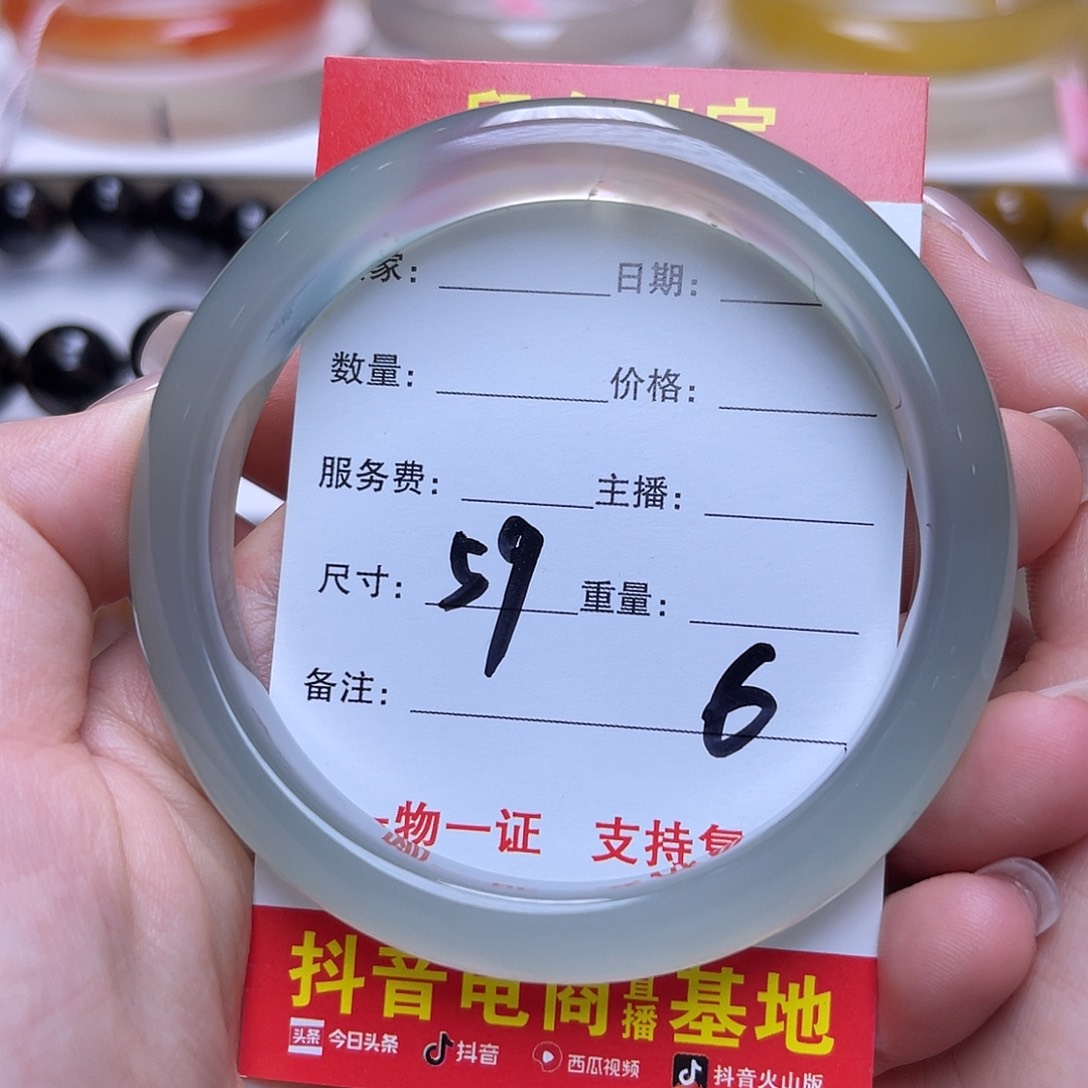 家： 日期：
数量： 价格：
服务费： 主播：
尺寸：59 重量：
备注： 6
一物一证 支持
抖音电商直播基地
头条 今日头条 抖音 西瓜视频 抖音火山版